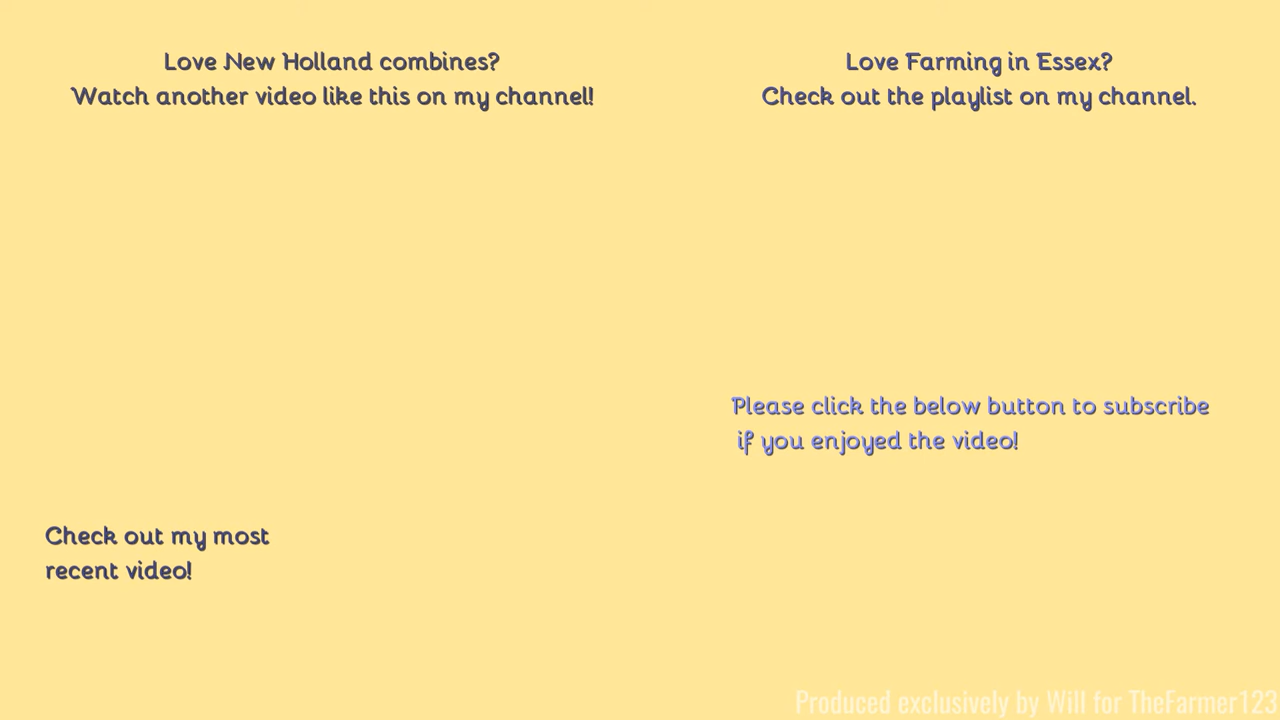 Love New Holland combines?
Watch another video like this on my channel!
Love Farming in Essex?
Check out the playlist on my channel.
Please click the below button to subscribe
if you enjoyed the video!
Check out my most
recent video!
Produced exclusively by Will for TheFarmer123